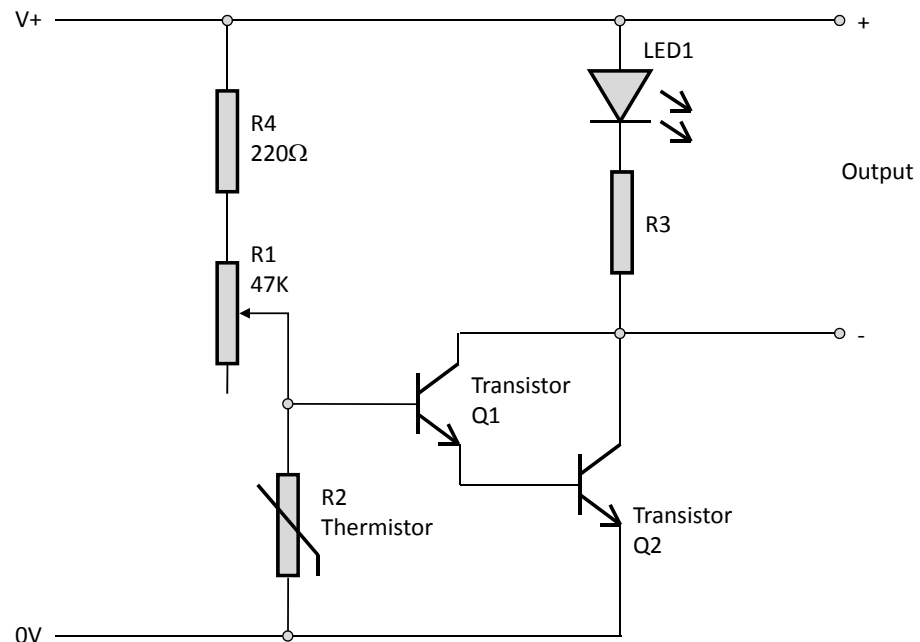 V+
+
LED1
R4
220Ω
Output
R3
R1
47K
-
Transistor
Q1
R2
Thermistor
Transistor
Q2
0V